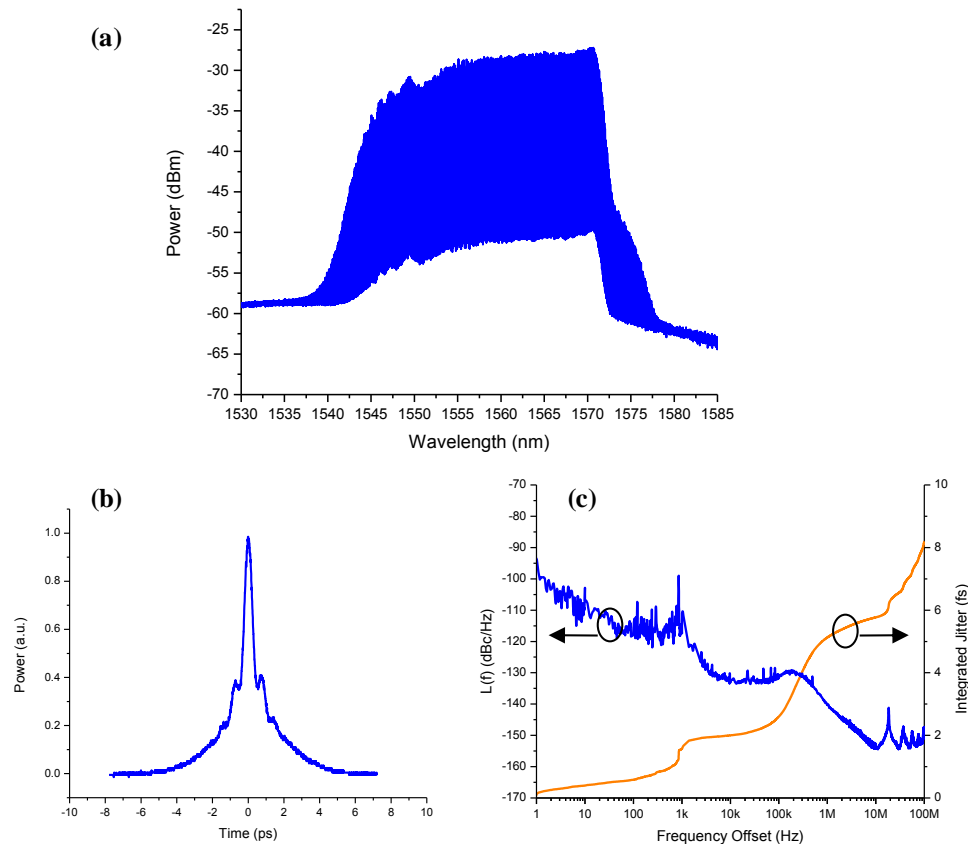 (a)
-25
-30
-35
-40
-45
-50
-55
-60
-65
-70
Power (dBm)
1530 1535 1540 1545 1550 1555 1560 1565 1570 1575 1580 1585
Wavelength (nm)
(b)
1.0
0.8
0.6
0.4
0.2
0.0
Power (a.u.)
-10 -8 -6 -4 -2 0 2 4 6 8 10
Time (ps)
(c)
-70
-80
-90
-100
-110
-120
-130
-140
-150
-160
-170
L(f) (dBc/Hz)
10
8
6
4
2
0
Integrated Jitter (fs)
1 10 100 1k 10k 100k 1M 10M 100M
Frequency Offset (Hz)